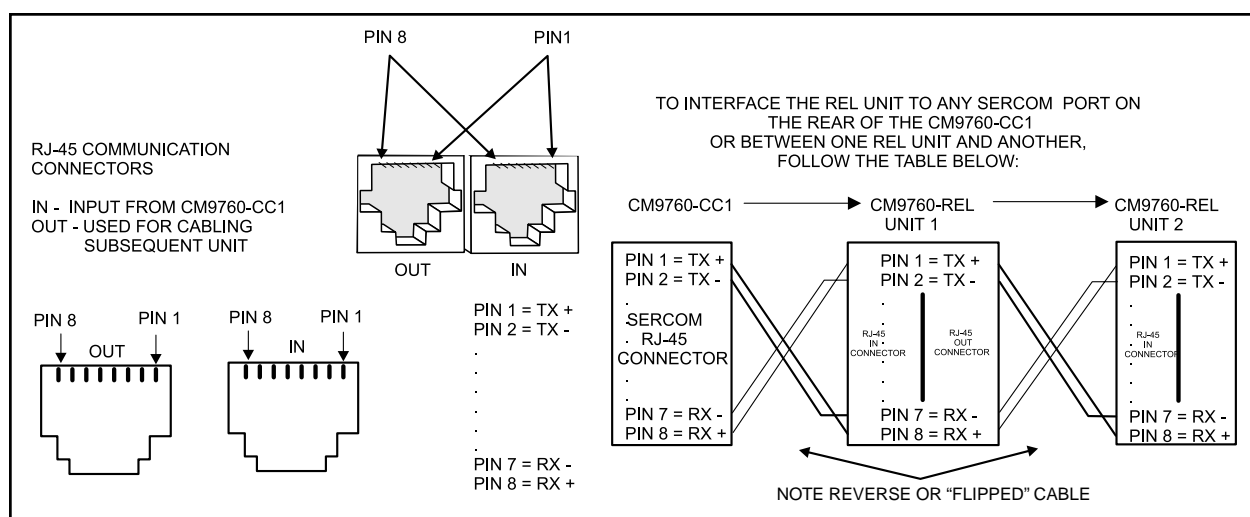 PIN 8
PIN1
RJ-45 COMMUNICATION
CONNECTORS
IN - INPUT FROM CM9760-CC1
OUT - USED FOR CABLING
SUBSEQUENT UNIT
OUT
IN
PIN 8
PIN 1
OUT
PIN 8
PIN 1
IN
PIN 1 = TX +
PIN 2 = TX -
.
.
.
.
.
PIN 7 = RX -
PIN 8 = RX +
TO INTERFACE THE REL UNIT TO ANY SERCOM PORT ON
THE REAR OF THE CM9760-CC1
OR BETWEEN ONE REL UNIT AND ANOTHER,
FOLLOW THE TABLE BELOW:
CM9760-CC1
CM9760-REL
UNIT 1
CM9760-REL
UNIT 2
PIN 1 = TX +
PIN 2 = TX -
SERCOM
RJ-45
CONNECTOR
PIN 7 = RX -
PIN 8 = RX +
PIN 1 = TX +
PIN 2 = TX -
RJ-45
IN
CONNECTOR
RJ-45
OUT
CONNECTOR
PIN 7 = RX -
PIN 8 = RX +
PIN 1 = TX +
PIN 2 = TX -
RJ-45
IN
CONNECTOR
PIN 7 = RX -
PIN 8 = RX +
NOTE REVERSE OR “FLIPPED” CABLE